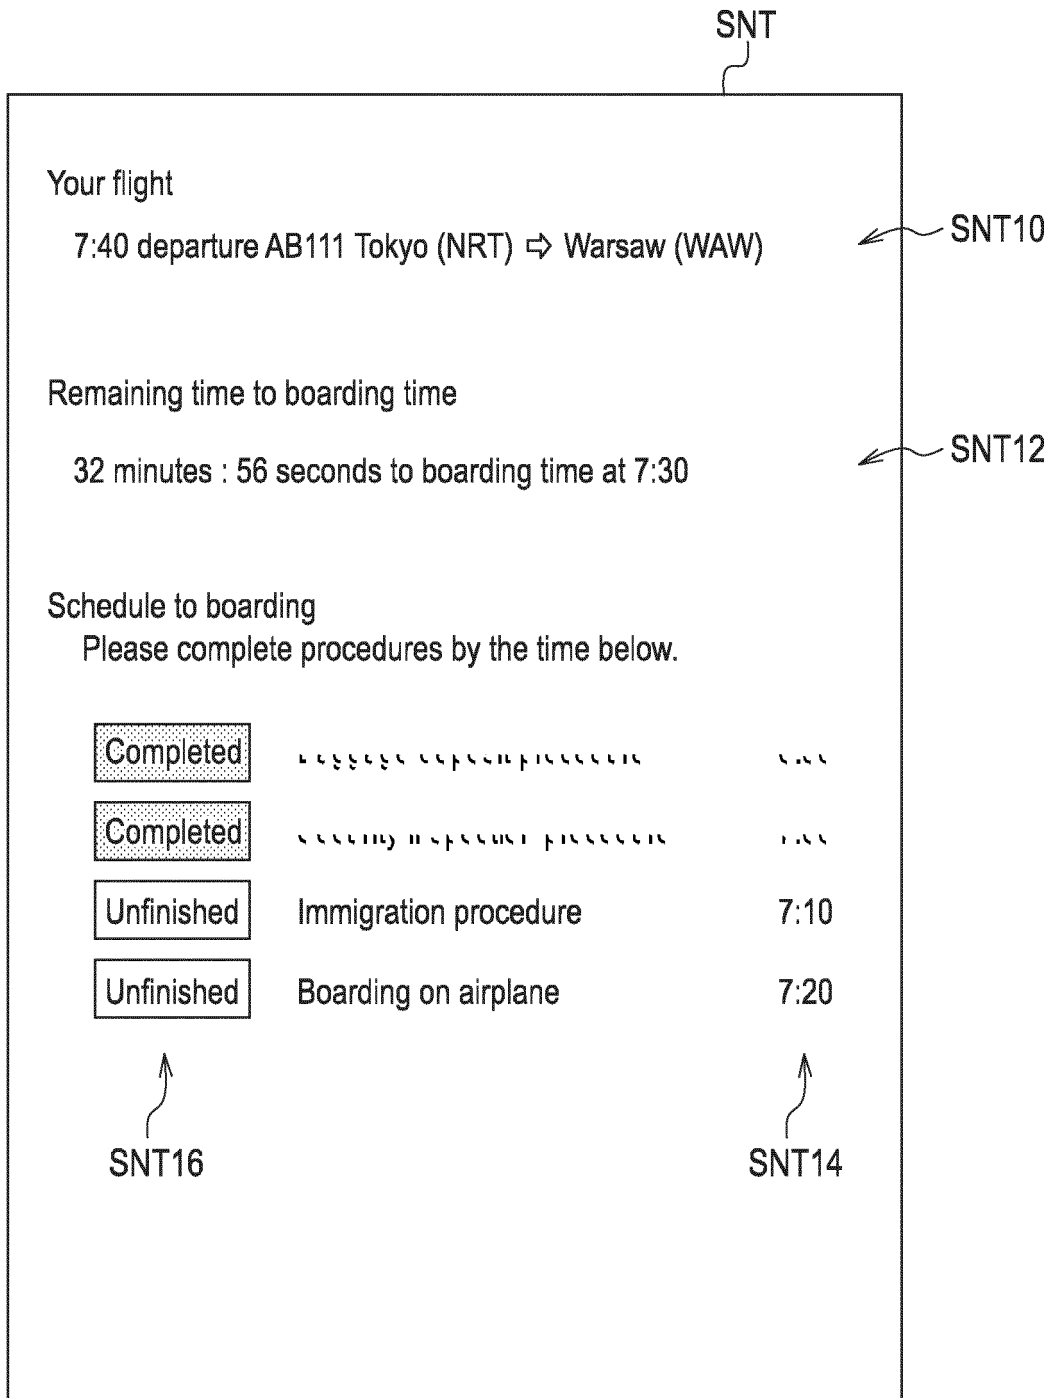 SNT
Your flight
7:40 departure AB111 Tokyo (NRT) ⇨ Warsaw (WAW)
SNT10
Remaining time to boarding time
32 minutes : 56 seconds to boarding time at 7:30
SNT12
Schedule to boarding
Please complete procedures by the time below.
Completed
Completed
Unfinished Immigration procedure 7:10
Unfinished Boarding on airplane 7:20
SNT16 SNT14